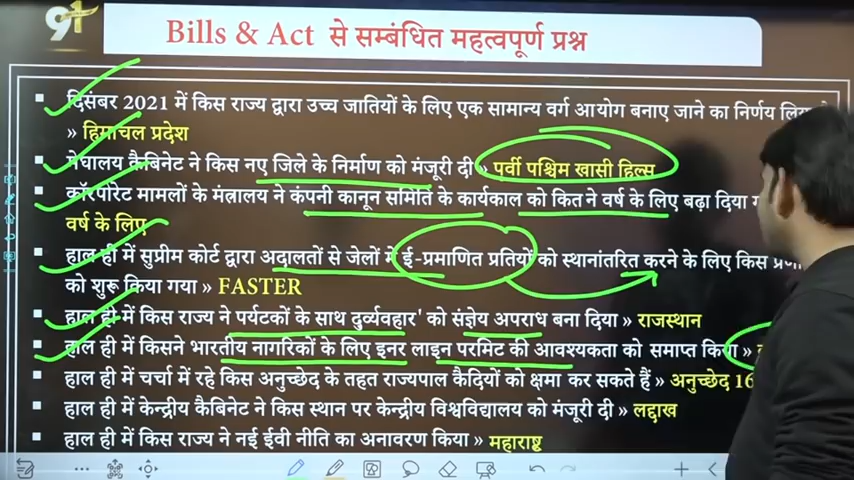 91
Bills & Act से सम्बंधित महत्वपूर्ण प्रश्न
दिसंबर 2021 में किस राज्य द्वारा उच्च जातियों के लिए एक सामान्य वर्ग आयोग बनाए जाने का निर्णय
» हिमाचल प्रदेश
मेघालय कैबिनेट ने किस नए जिले के निर्माण को मंजूरी दी » पूर्वी पश्चिम खासी हिल्स
कॉरपोरेट मामलों के मंत्रालय ने कंपनी कानून समिति के कार्यकाल को कित ने वर्ष के लिए बढ़ा दिया
वर्ष के लिए
हाल ही में सुप्रीम कोर्ट द्वारा अदालतों से जेलों में ई-प्रमाणित प्रतियों को स्थानांतरित करने के लिए किस
को शुरू किया गया » FASTER
हाल ही में किस राज्य ने पर्यटकों के साथ दुर्व्यवहार' को संज्ञेय अपराध बना दिया » राजस्थान
हाल ही में किसने भारतीय नागरिकों के लिए इनर लाइन परमिट की आवश्यकता को समाप्त किया »
हाल ही में चर्चा में रहे किस अनुच्छेद के तहत राज्यपाल कैदियों को क्षमा कर सकते हैं » अनुच्छेद 16
हाल ही में केन्द्रीय कैबिनेट ने किस स्थान पर केन्द्रीय विश्वविद्यालय को मंजूरी दी » लद्दाख
हाल ही में किस राज्य ने नई ईवी नीति का अनावरण किया » महाराष्ट्र